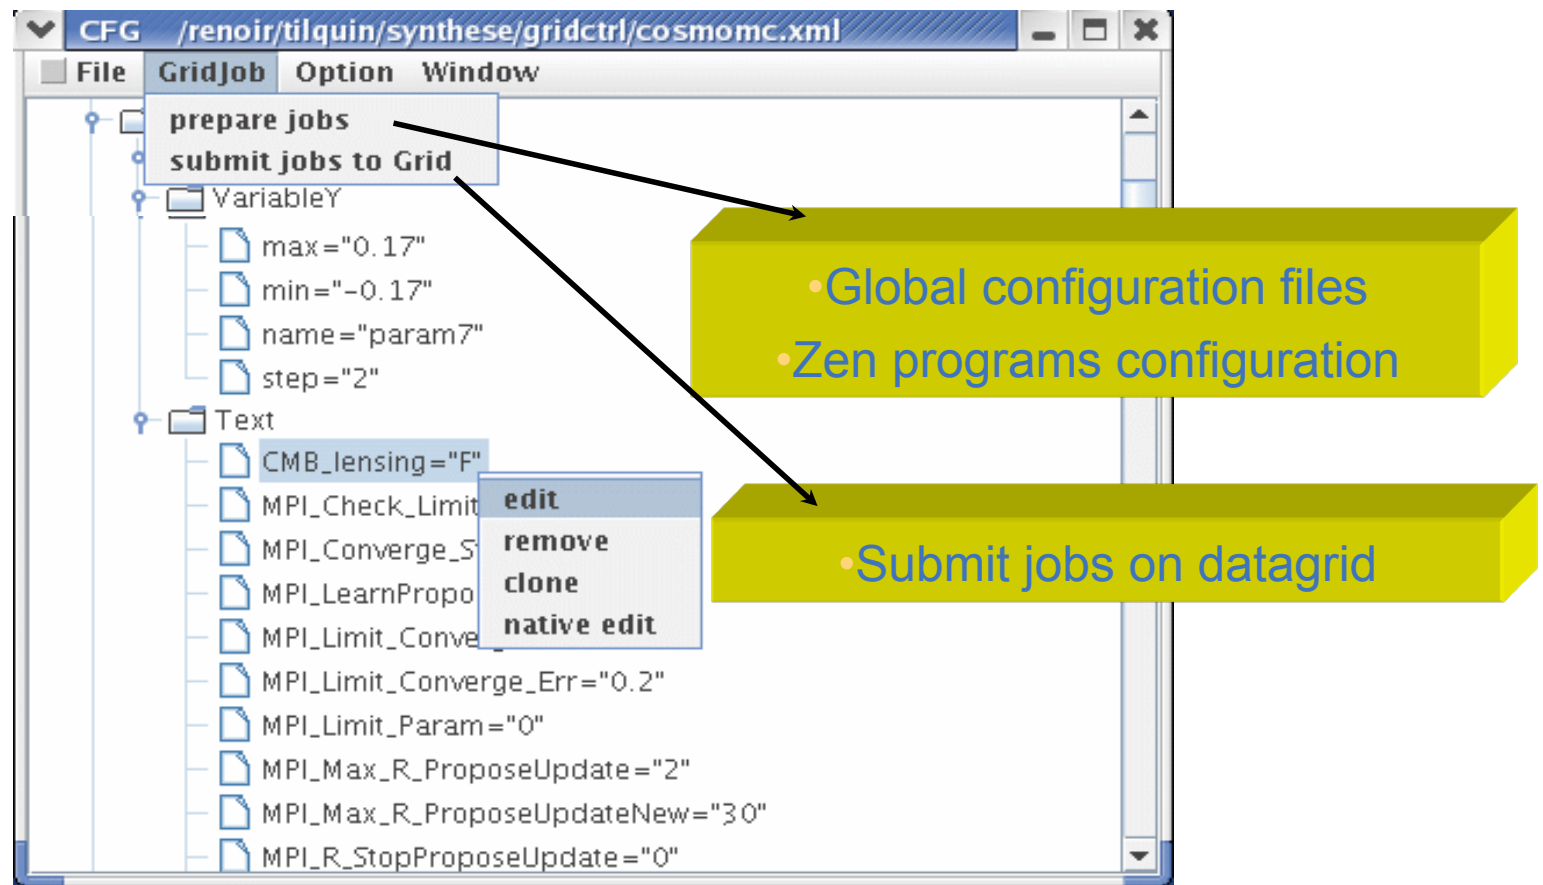 CFG /renoir/tilquin/synthese/gridctrl/cosmomc.xml
File GridJob Option Window
prepare jobs
submit jobs to Grid
VariableY
max="0.17"
min="-0.17"
name="param7"
step="2"
Text
CMB_lensing="F"
MPI_Check_Limit
MPI_Converge_S
MPI_LearnPropo
MPI_Limit_Conve
MPI_Limit_Converge_Err="0.2"
MPI_Limit_Param="0"
MPI_Max_R_ProposeUpdate="2"
MPI_Max_R_ProposeUpdateNew="30"
MPI_R_StopProposeUpdate="0"
edit
remove
clone
native edit
•Global configuration files
•Zen programs configuration
•Submit jobs on datagrid